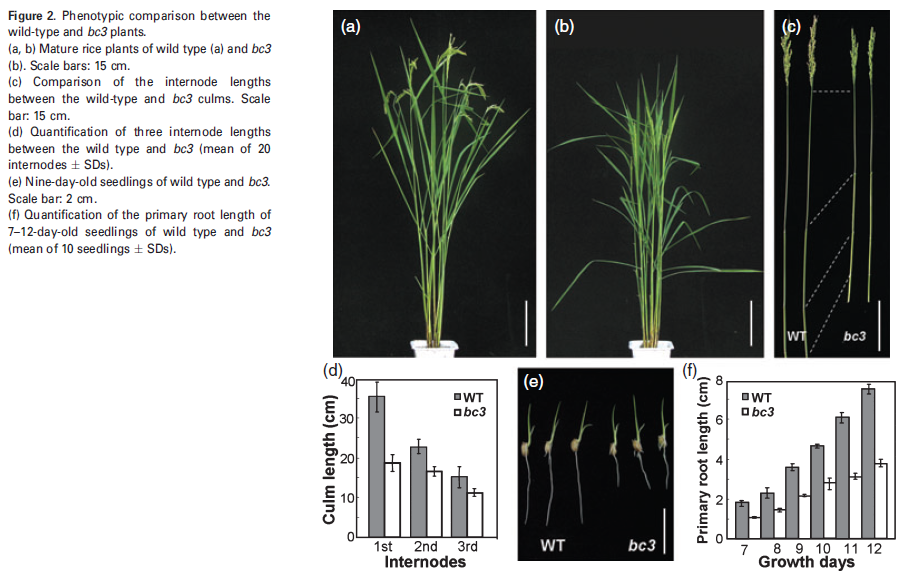 Figure 2. Phenotypic comparison between the
wild-type and bc3 plants.
(a, b) Mature rice plants of wild type (a) and bc3
(b). Scale bars: 15 cm.
(c) Comparison of the internode lengths
between the wild-type and bc3 culms. Scale
bar: 15 cm.
(d) Quantification of three internode lengths
between the wild type and bc3 (mean of 20
internodes ± SDs).
(e) Nine-day-old seedlings of wild type and bc3.
Scale bar: 2 cm.
(f) Quantification of the primary root length of
7–12-day-old seedlings of wild type and bc3
(mean of 10 seedlings ± SDs).
(a)
(b)
(c)
WT bc3
(d)
Culm length (cm)
40
30
20
10
0
WT
bc3
1st 2nd 3rd
Internodes
(e)
WT bc3
(f)
Primary root length (cm)
8
6
4
2
0
WT
bc3
7 8 9 10 11 12
Growth days